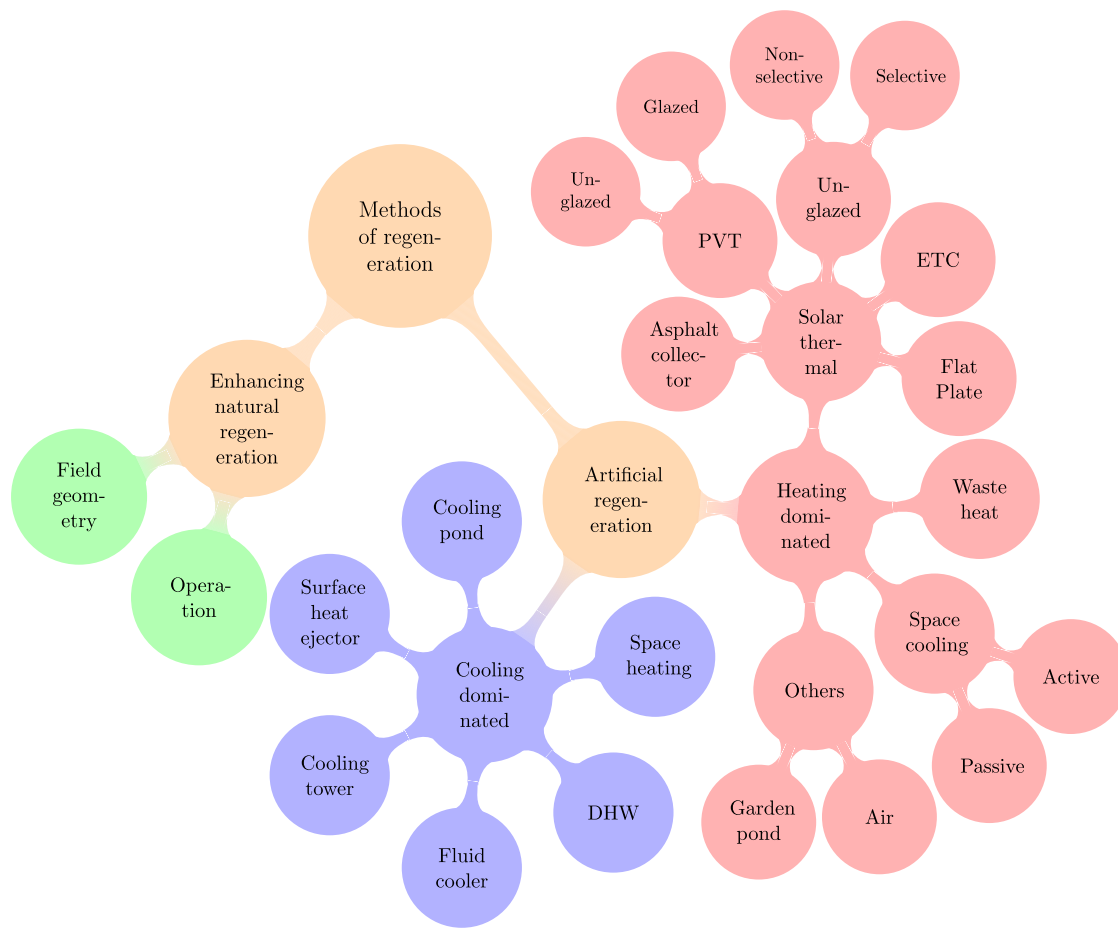 Methods
of regen-
eration
Enhancing
natural
regen-
eration
Field
geom-
etry
Opera-
tion
Artificial
regen-
eration
Cooling
domi-
nated
Cooling
pond
Surface
heat
ejector
Cooling
tower
Fluid
cooler
DHW
Space
heating
Heating
domi-
nated
Solar
ther-
mal
Asphalt
collec-
tor
PVT
Un-
glazed
Glazed
Un-
glazed
Non-
selective
Selective
ETC
Flat
Plate
Waste
heat
Space
cooling
Active
Passive
Others
Garden
pond
Air